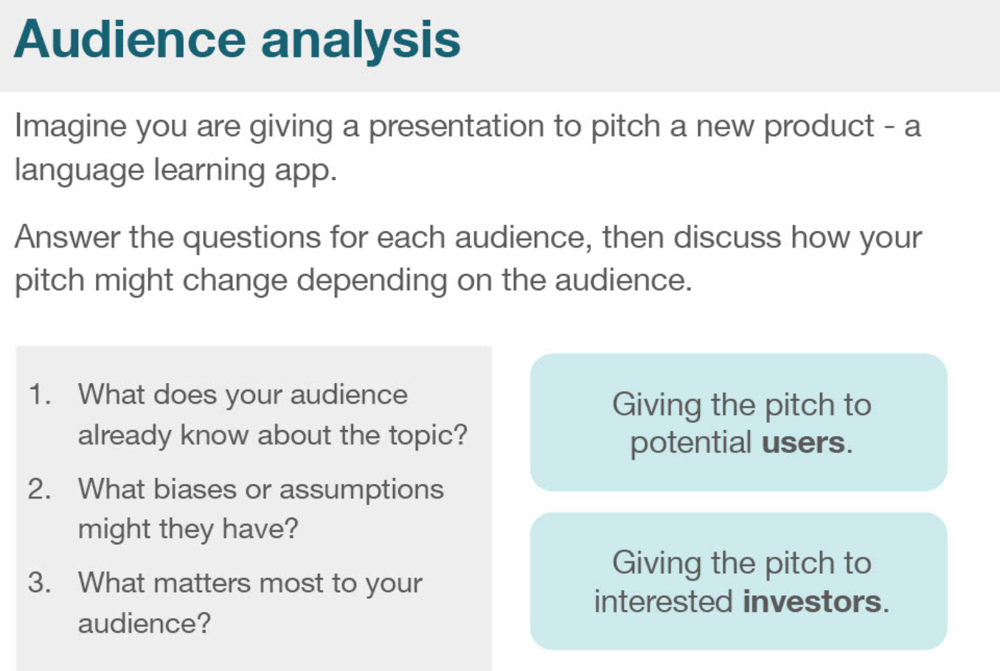 Audience analysis
Imagine you are giving a presentation to pitch a new product - a
language learning app.
Answer the questions for each audience, then discuss how your
pitch might change depending on the audience.
1. What does your audience
already know about the topic?
2. What biases or assumptions
might they have?
3. What matters most to your
audience?
Giving the pitch to
potential users.
Giving the pitch to
interested investors.